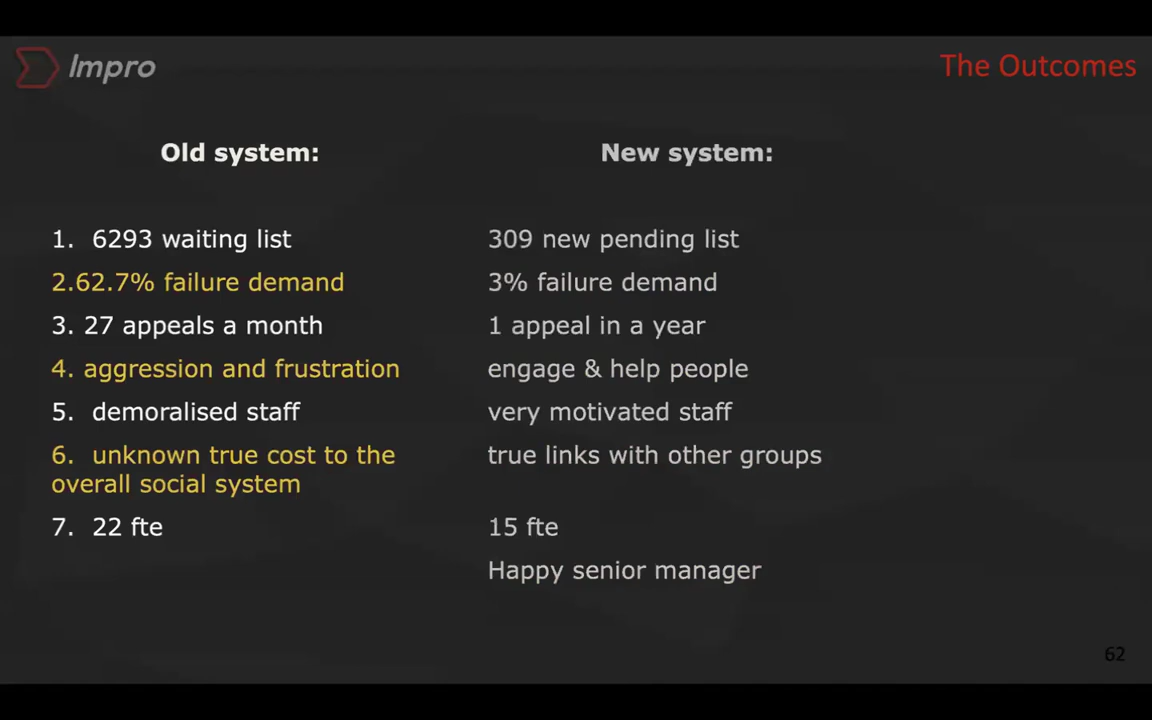 Impro
The Outcomes
Old system:
New system:
1. 6293 waiting list
309 new pending list
2.62.7% failure demand
3% failure demand
3. 27 appeals a month
1 appeal in a year
4. aggression and frustration
engage & help people
5. demoralised staff
very motivated staff
6. unknown true cost to the
overall social system
true links with other groups
7. 22 fte
15 fte
Happy senior manager
62